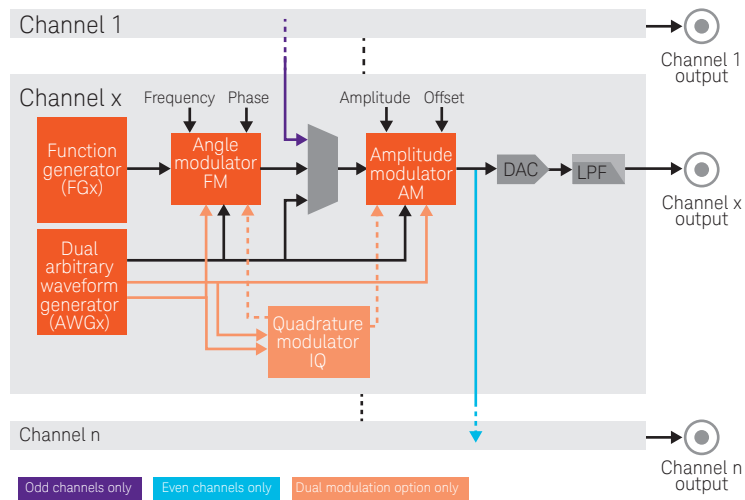 Channel 1
Channel 1
output
Channel x
Frequency
Phase
Amplitude
Offset
Function
generator
(FGx)
Angle
modulator
FM
Amplitude
modulator
AM
DAC
LPF
Channel x
output
Dual
arbitrary
waveform
generator
(AWGx)
Quadrature
modulator
IQ
Channel n
Channel n
output
Odd channels only
Even channels only
Dual modulation option only